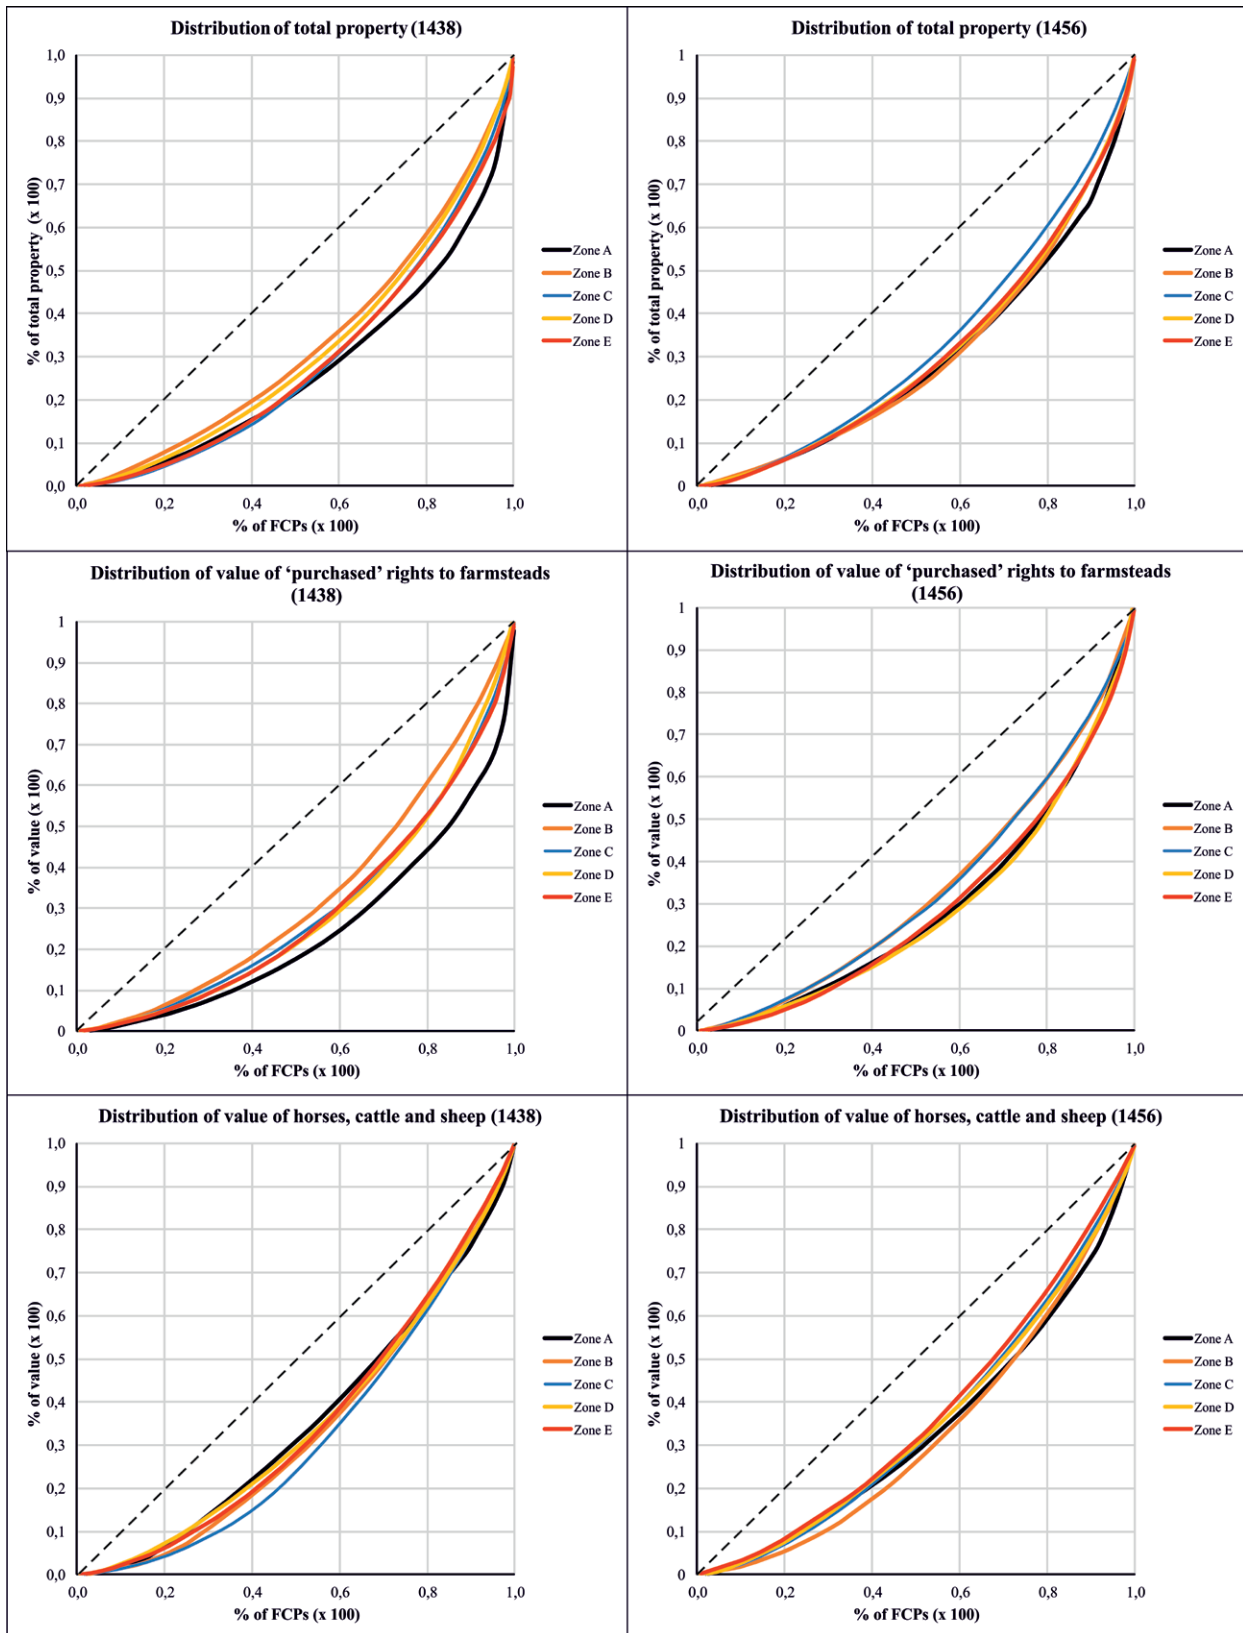 Distribution of total property (1438)
% of total property (x 100)
1,0
0,9
0,8
0,7
0,6
0,5
0,4
0,3
0,2
0,1
0,0
0,0 0,2 0,4 0,6 0,8 1,0
% of FCPs (x 100)
Zone A
Zone B
Zone C
Zone D
Zone E
Distribution of total property (1456)
% of total property (x 100)
1
0,9
0,8
0,7
0,6
0,5
0,4
0,3
0,2
0,1
0
0,0 0,2 0,4 0,6 0,8 1,0
% of FCPs (x 100)
Zone A
Zone B
Zone C
Zone D
Zone E
Distribution of value of ‘purchased’ rights to farmsteads
(1438)
% of value (x 100)
1
0,9
0,8
0,7
0,6
0,5
0,4
0,3
0,2
0,1
0
0,0 0,2 0,4 0,6 0,8 1,0
% of FCPs (x 100)
Zone A
Zone B
Zone C
Zone D
Zone E
Distribution of value of ‘purchased’ rights to farmsteads
(1456)
% of value (x 100)
1
0,9
0,8
0,7
0,6
0,5
0,4
0,3
0,2
0,1
0
0,0 0,2 0,4 0,6 0,8 1,0
% of FCPs (x 100)
Zone A
Zone B
Zone C
Zone D
Zone E
Distribution of value of horses, cattle and sheep (1438)
% of value (x 100)
1,0
0,9
0,8
0,7
0,6
0,5
0,4
0,3
0,2
0,1
0,0
0,0 0,2 0,4 0,6 0,8 1,0
% of FCPs (x 100)
Zone A
Zone B
Zone C
Zone D
Zone E
Distribution of value of horses, cattle and sheep (1456)
% of value (x 100)
1
0,9
0,8
0,7
0,6
0,5
0,4
0,3
0,2
0,1
0
0,0 0,2 0,4 0,6 0,8 1,0
% of FCPs (x 100)
Zone A
Zone B
Zone C
Zone D
Zone E